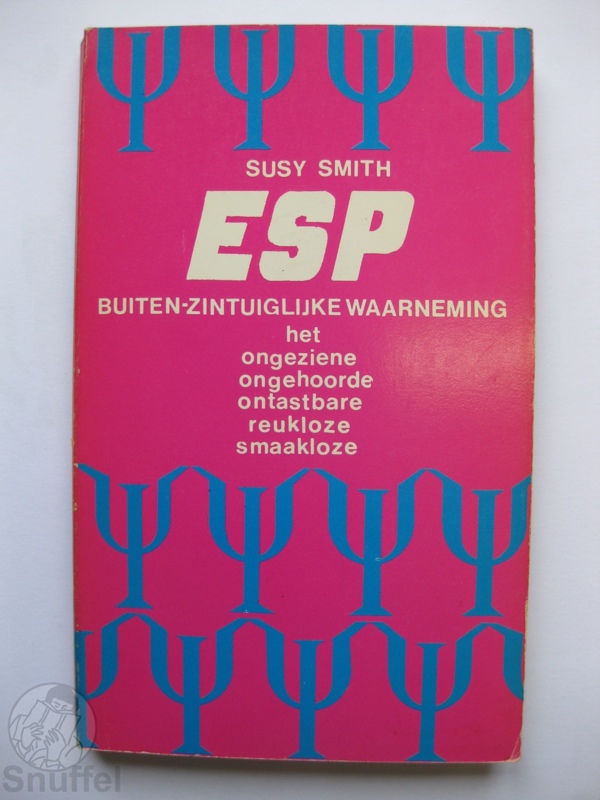 SUSY SMITH
ESP
BUITEN-ZINTUIGLIJKE WAARNEMING
het
ongeziene
ongehoorde
ontastbare
reukloze
smaakloze
Snuffel